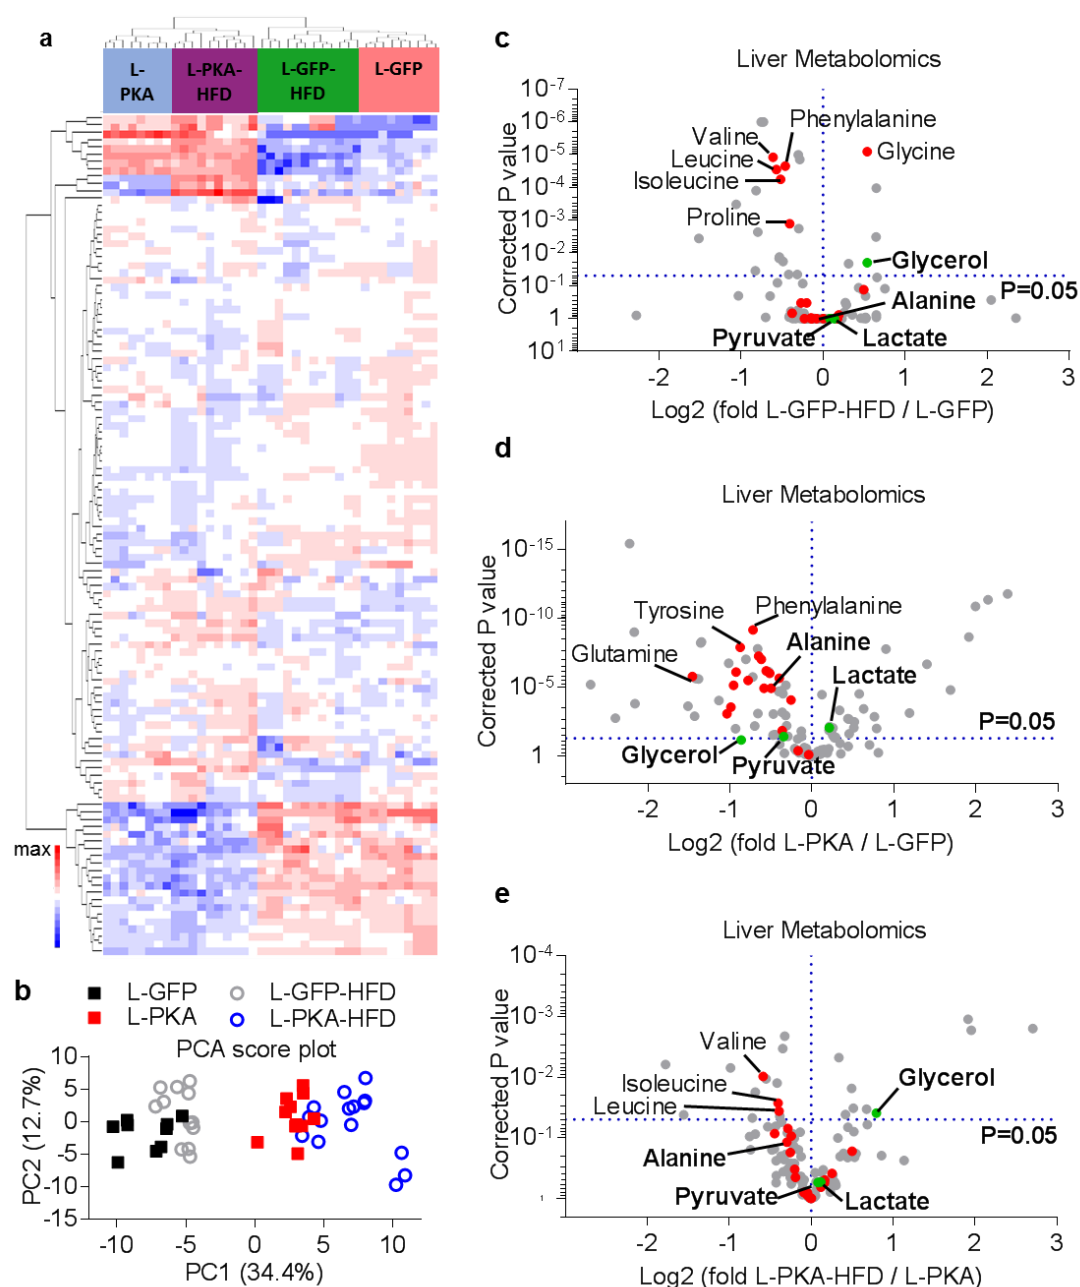 a
L-
PKA
L-PKA-
HFD
L-GFP-
HFD
L-GFP
max
b
L-GFP
L-GFP-HFD
L-PKA
L-PKA-HFD
PCA score plot
PC2 (12.7%)
10
5
0
-5
-10
-15
-10
-5
0
5
10
PC1 (34.4%)
c
Liver Metabolomics
Corrected P value
10-7
10-6
10-5
10-4
10-3
10-2
10-1
1
101
Phenylalanine
Valine
Leucine
Isoleucine
Glycine
Proline
Glycerol
P=0.05
Alanine
Pyruvate
Lactate
-2
-1
0
1
2
3
Log2 (fold L-GFP-HFD / L-GFP)
d
Liver Metabolomics
Corrected P value
10-15
10-10
10-5
1
Tyrosine
Phenylalanine
Alanine
Glutamine
Lactate
P=0.05
Glycerol
Pyruvate
-2
-1
0
1
2
3
Log2 (fold L-PKA / L-GFP)
e
Liver Metabolomics
Corrected P value
10-4
10-3
10-2
10-1
1
Valine
Isoleucine
Leucine
Glycerol
P=0.05
Alanine
Pyruvate
Lactate
-2
-1
0
1
2
3
Log2 (fold L-PKA-HFD / L-PKA)